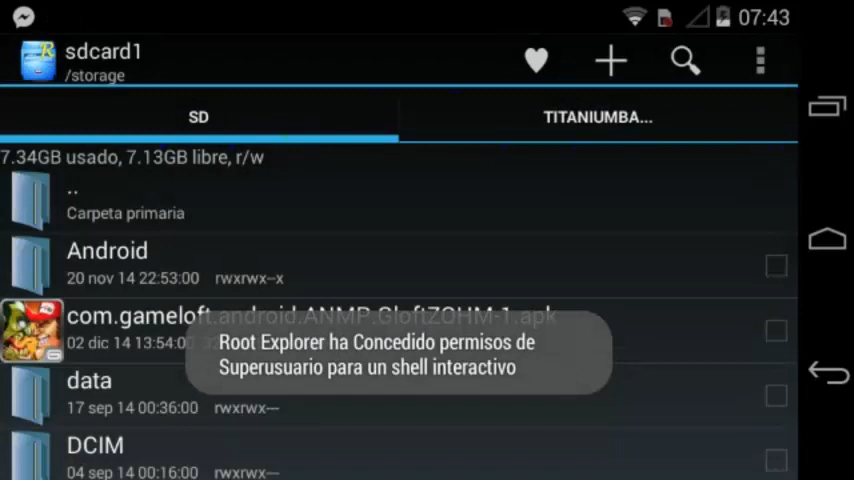 07:43
sdcard1
/storage
SD
TITANIUMBA...
7.34GB usado, 7.13GB libre, r/w
..
Carpeta primaria
Android
20 nov 14 22:53:00 rwxrwx--x
com.gameloft.android.ANMP.GloftZOHM-1.apk
02 dic 14 13:54:00
Root Explorer ha Concedido permisos de
Superusuario para un shell interactivo
data
17 sep 14 00:36:00 rwxrwx---
DCIM
04 sep 14 00:16:00 rwxrwx---